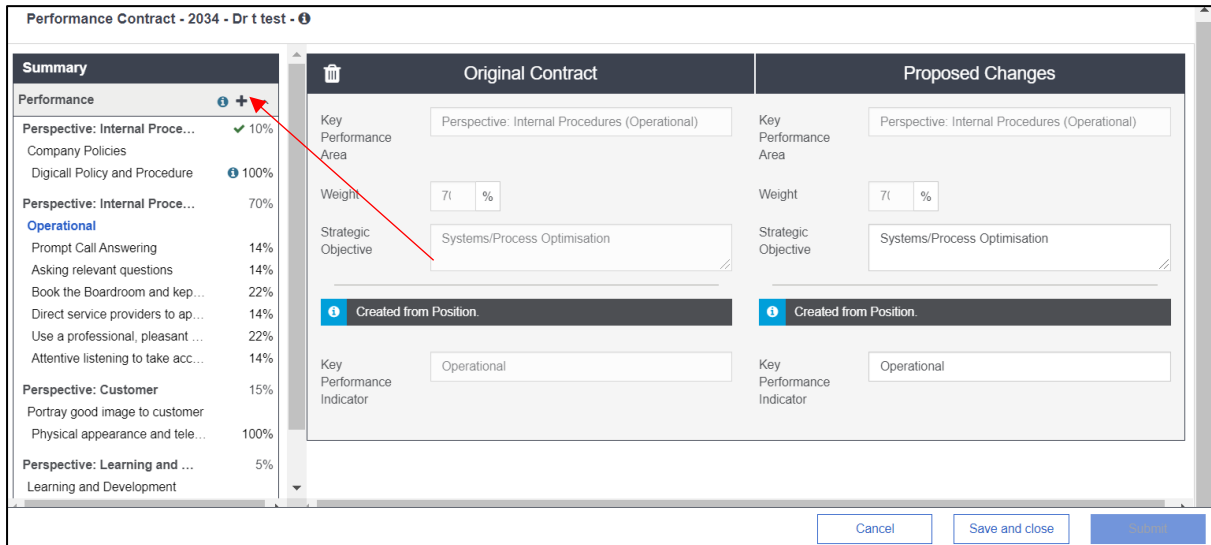 Performance Contract - 2034 - Dr t test -
Summary
Performance
Perspective: Internal Proce... 10%
Company Policies
Digicall Policy and Procedure 100%
Perspective: Internal Proce... 70%
Operational
Prompt Call Answering 14%
Asking relevant questions 14%
Book the Boardroom and kep... 22%
Direct service providers to ap... 14%
Use a professional, pleasant ... 22%
Attentive listening to take acc... 14%
Perspective: Customer 15%
Portray good image to customer
Physical appearance and tele... 100%
Perspective: Learning and ... 5%
Learning and Development
Original Contract
Key Performance Area
Perspective: Internal Procedures (Operational)
Weight
%
Strategic Objective
Systems/Process Optimisation
Created from Position.
Key Performance Indicator
Operational
Proposed Changes
Key Performance Area
Perspective: Internal Procedures (Operational)
Weight
%
Strategic Objective
Systems/Process Optimisation
Created from Position.
Key Performance Indicator
Operational
Cancel
Save and close
Submit